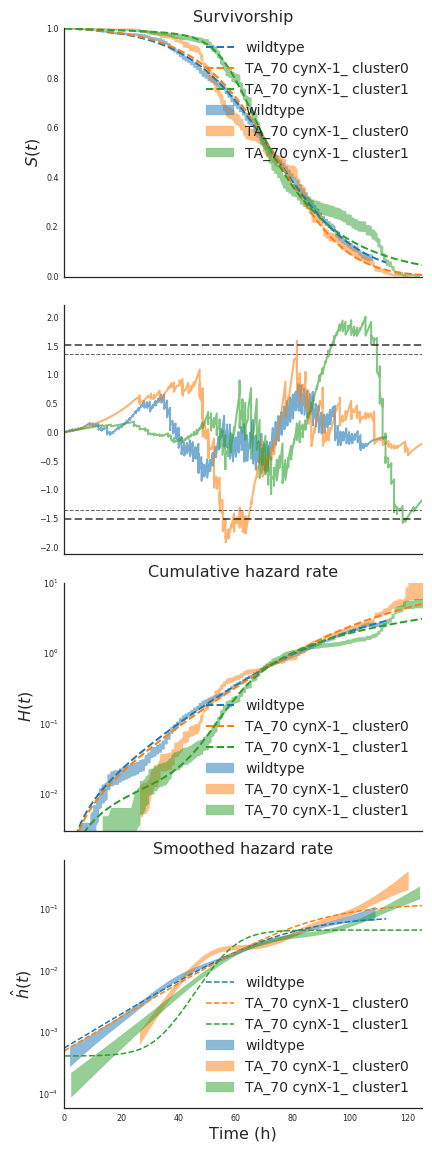 Survivorship
1.0
0.8
0.6
0.4
0.2
0.0
S(t)
wildtype
TA_70 cynX-1_ cluster0
TA_70 cynX-1_ cluster1
wildtype
TA_70 cynX-1_ cluster0
TA_70 cynX-1_ cluster1
2.0
1.5
1.0
0.5
0.0
−0.5
−1.0
−1.5
−2.0
Cumulative hazard rate
10¹
10⁰
10⁻¹
10⁻²
H(t)
wildtype
TA_70 cynX-1_ cluster0
TA_70 cynX-1_ cluster1
wildtype
TA_70 cynX-1_ cluster0
TA_70 cynX-1_ cluster1
Smoothed hazard rate
10⁻¹
10⁻²
10⁻³
10⁻⁴
ĥ(t)
wildtype
TA_70 cynX-1_ cluster0
TA_70 cynX-1_ cluster1
wildtype
TA_70 cynX-1_ cluster0
TA_70 cynX-1_ cluster1
0 20 40 60 80 100 120
Time (h)